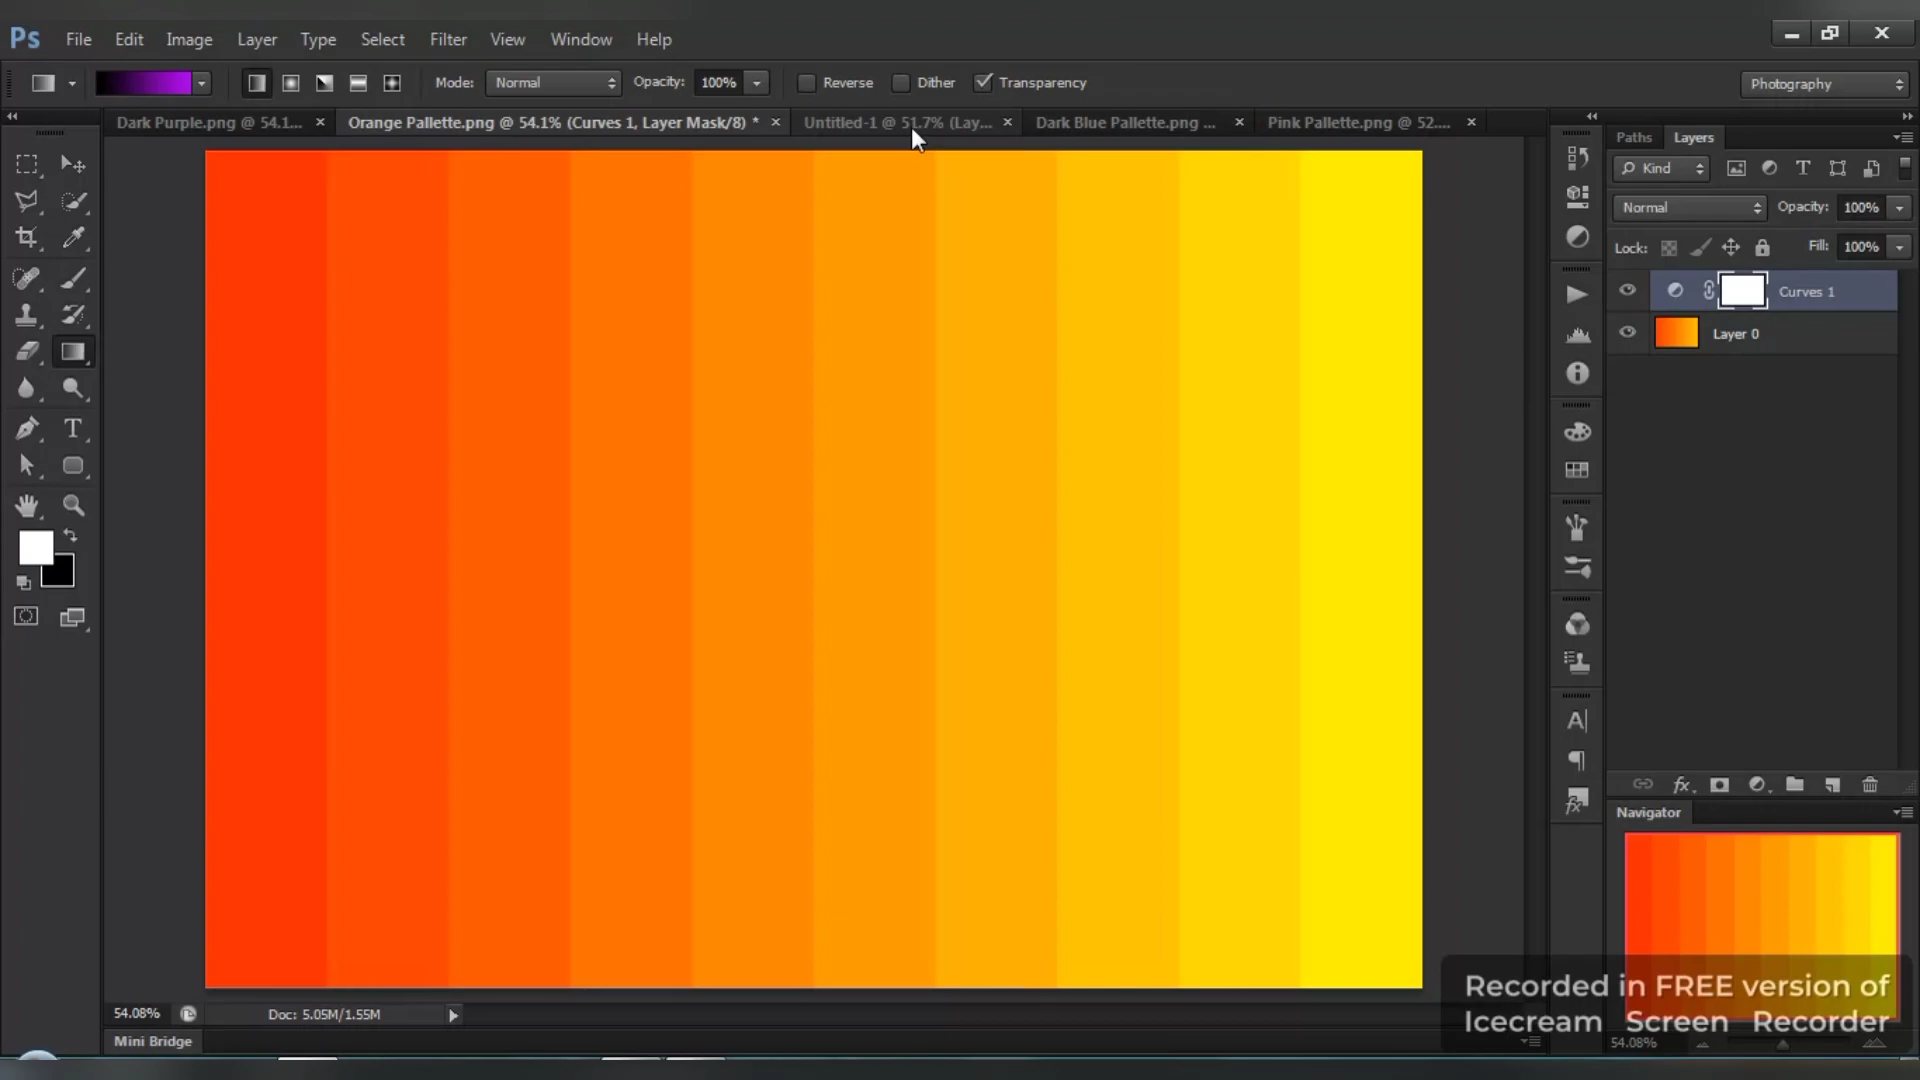 Ps File Edit Image Layer Type Select Filter View Window Help
Mode: Normal Opacity: 100% Reverse Dither Transparency Photography
Dark Purple.png @ 54.1... × Orange Pallette.png @ 54.1% (Curves 1, Layer Mask/8) * × Untitled-1 @ 51.7% (Lay... × Dark Blue Pallette.png ... × Pink Pallette.png @ 52.... ×
Paths Layers
Kind
Normal Opacity: 100%
Lock: Fill: 100%
Curves 1
Layer 0
Navigator
Recorded in FREE version of
Icecream Screen Recorder
54.08% Doc: 5.05M/1.55M
54.08%
Mini Bridge